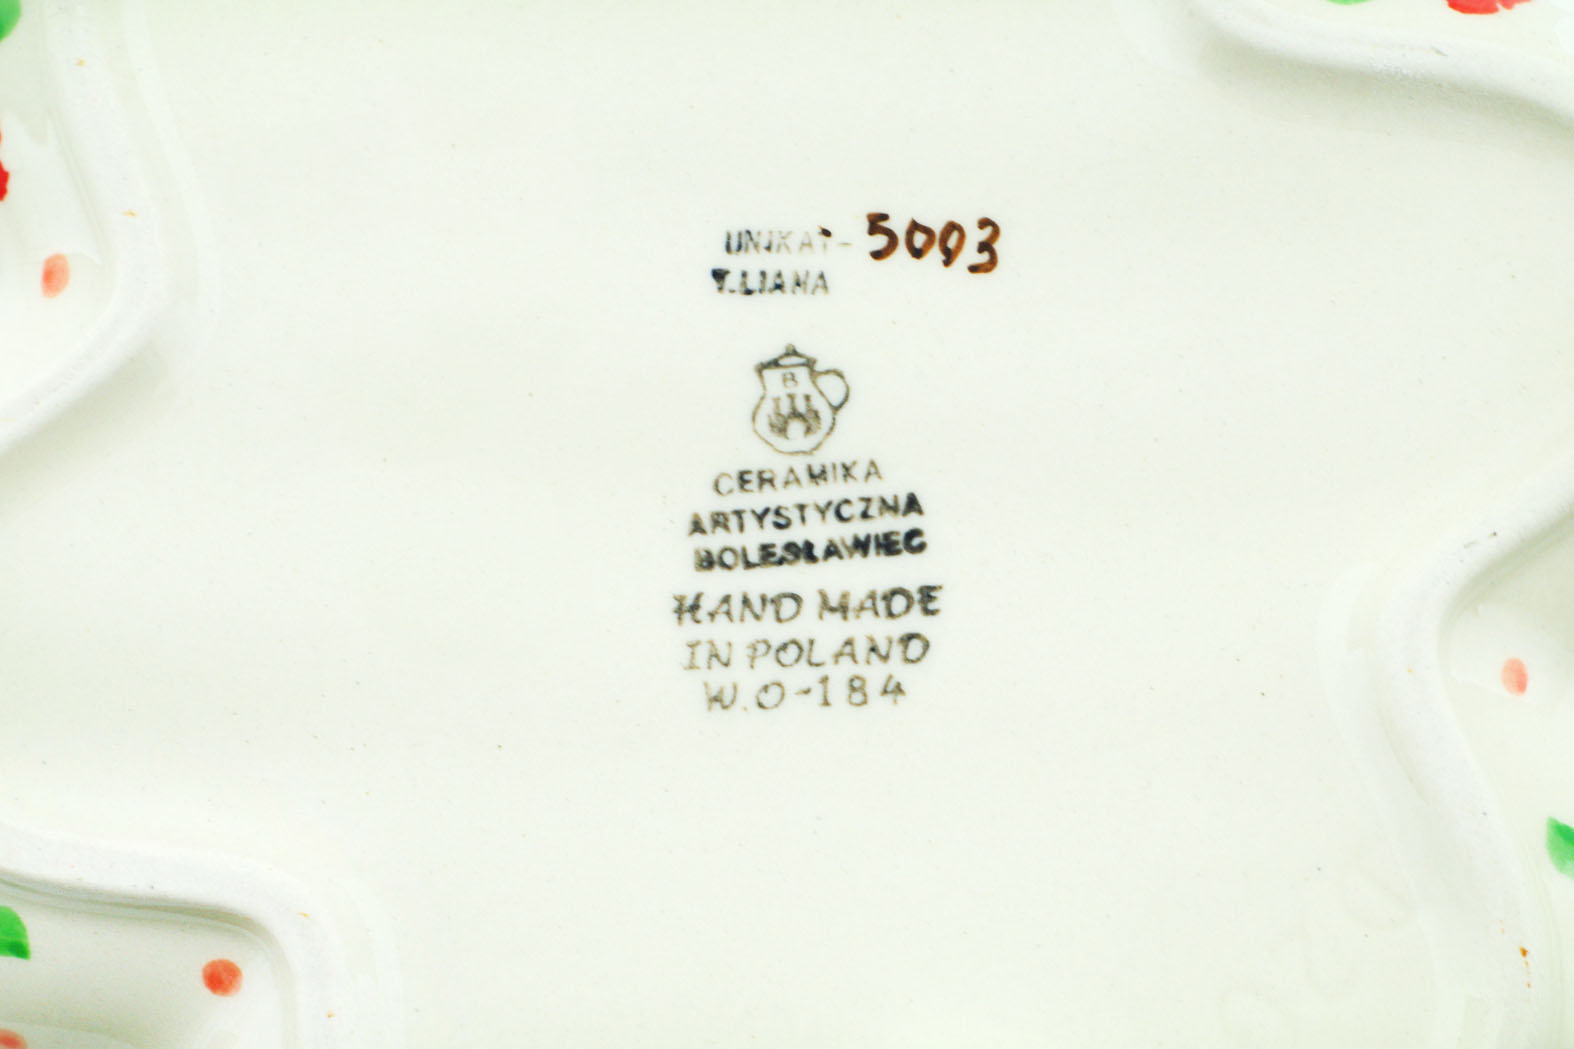 UNIKAT- 5003
T.LIANA
B
CERAMIKA
ARTYSTYCZNA
BOLESŁAWIEC
HAND MADE
IN POLAND
W.O-184